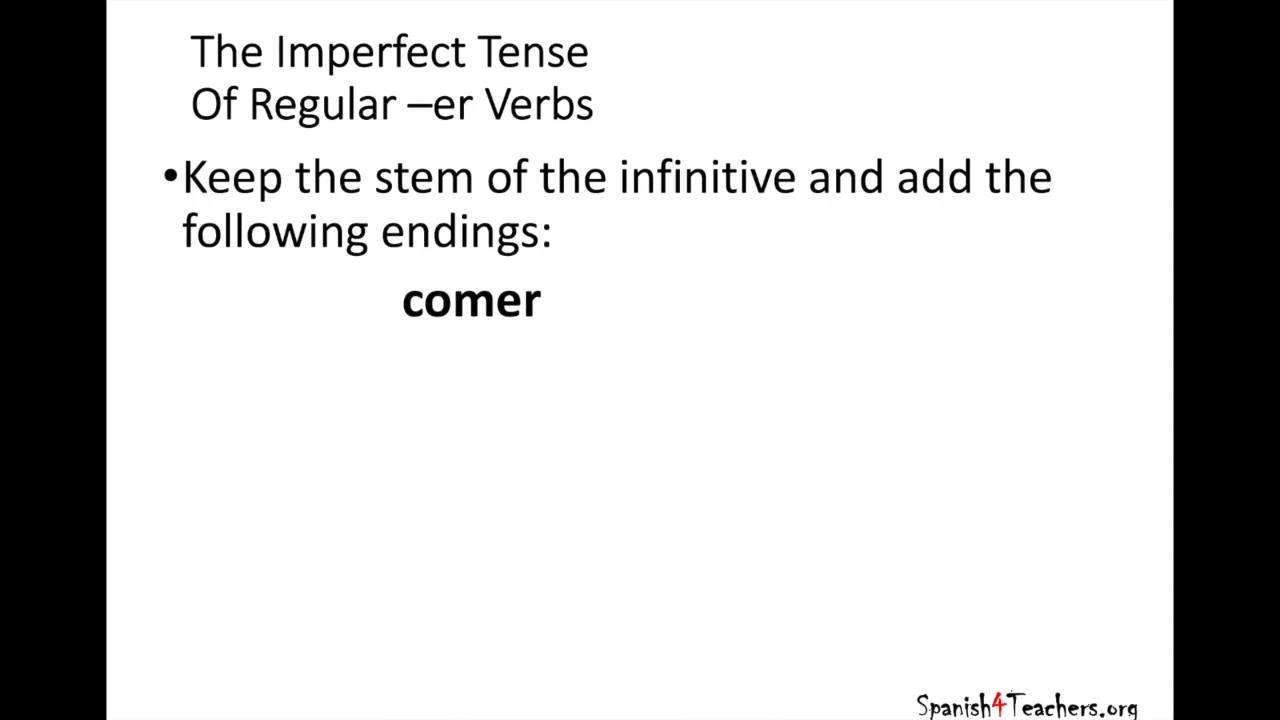 The Imperfect Tense
Of Regular –er Verbs
•Keep the stem of the infinitive and add the
following endings:
comer
Spanish4Teachers.org